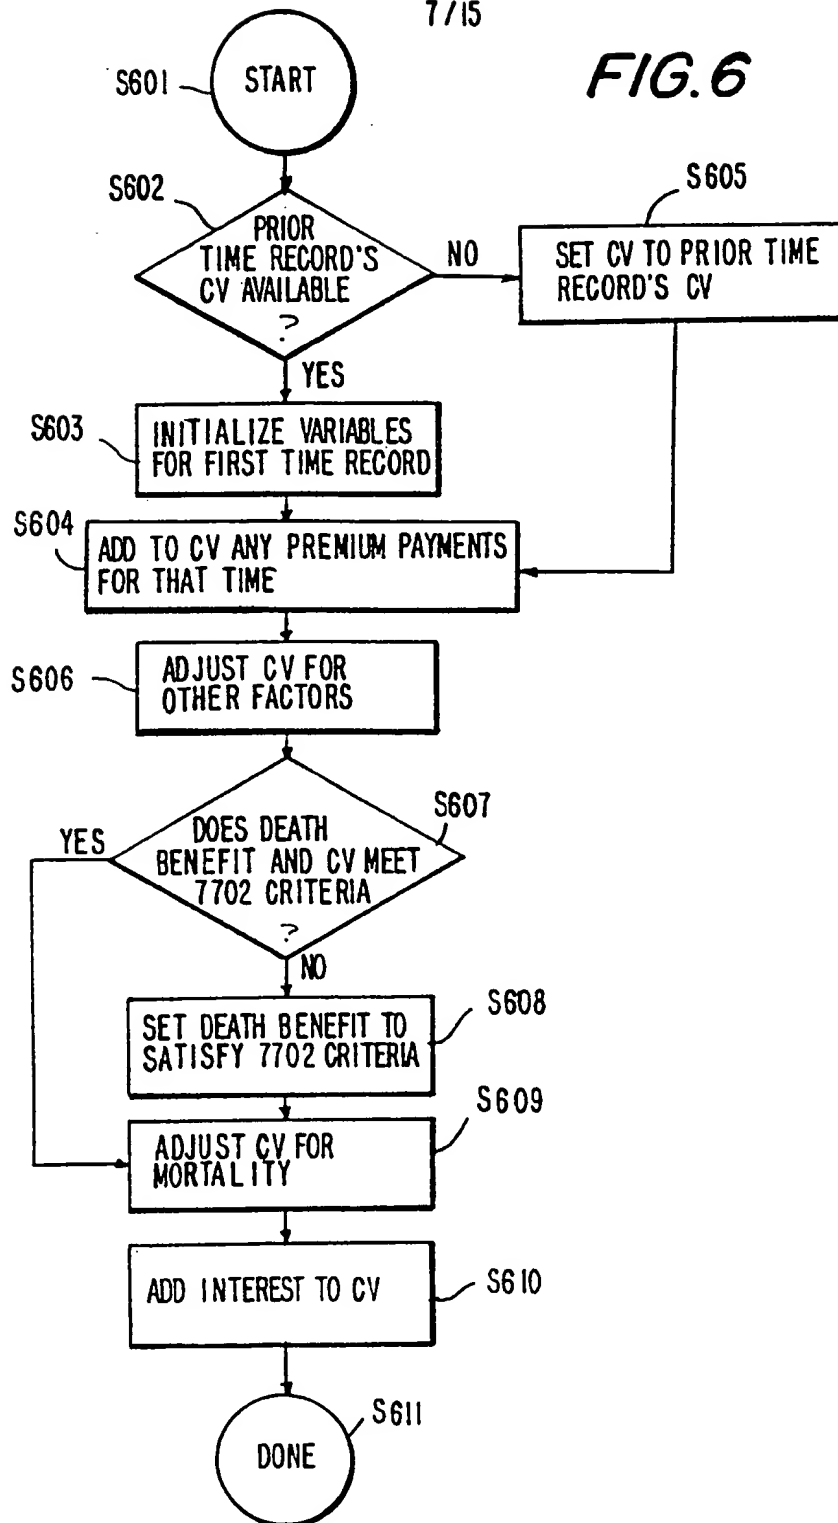 7/15
FIG.6
S601
START
S602
PRIOR
TIME RECORD'S
CV AVAILABLE
?
NO
S605
SET CV TO PRIOR TIME
RECORD'S CV
YES
S603
INITIALIZE VARIABLES
FOR FIRST TIME RECORD
S604
ADD TO CV ANY PREMIUM PAYMENTS
FOR THAT TIME
S606
ADJUST CV FOR
OTHER FACTORS
S607
YES
DOES DEATH
BENEFIT AND CV MEET
7702 CRITERIA
?
NO
S608
SET DEATH BENEFIT TO
SATISFY 7702 CRITERIA
S609
ADJUST CV FOR
MORTALITY
S610
ADD INTEREST TO CV
S611
DONE